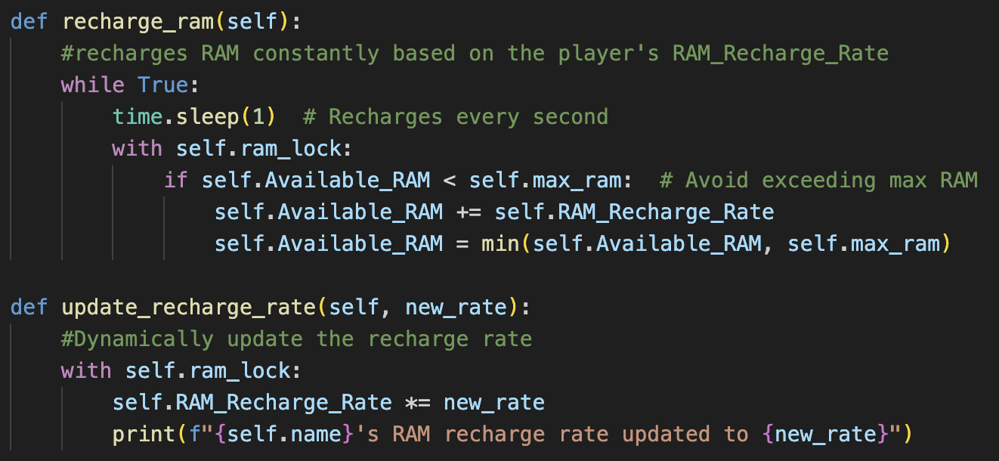 def recharge_ram(self):
    #recharges RAM constantly based on the player's RAM_Recharge_Rate
    while True:
        time.sleep(1)  # Recharges every second
        with self.ram_lock:
            if self.Available_RAM < self.max_ram:  # Avoid exceeding max RAM
                self.Available_RAM += self.RAM_Recharge_Rate
                self.Available_RAM = min(self.Available_RAM, self.max_ram)

def update_recharge_rate(self, new_rate):
    #Dynamically update the recharge rate
    with self.ram_lock:
        self.RAM_Recharge_Rate *= new_rate
        print(f"{self.name}'s RAM recharge rate updated to {new_rate}")